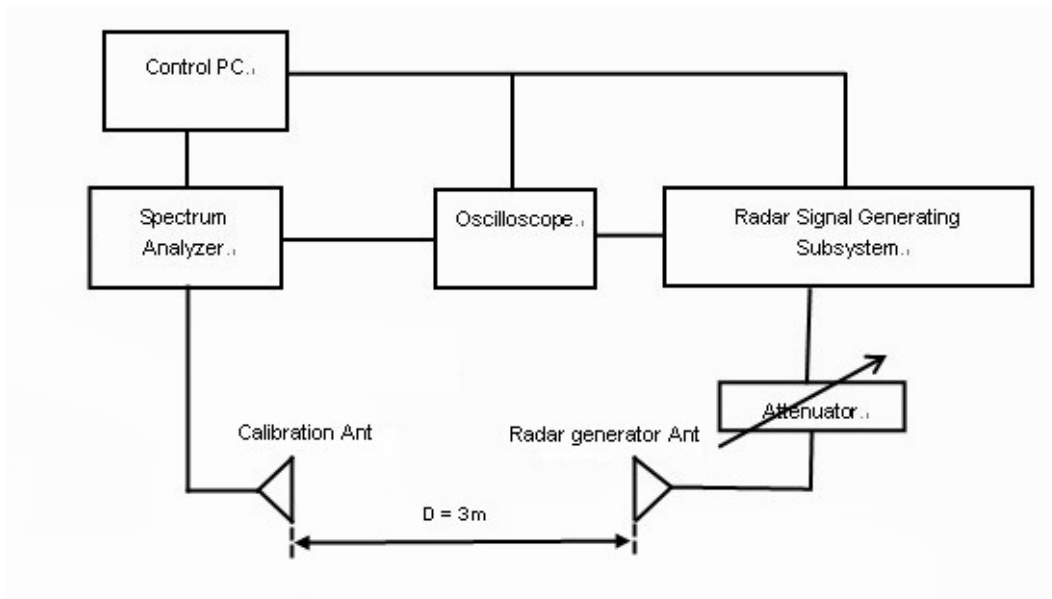 Control PC
Spectrum
Analyzer
Oscilloscope
Radar Signal Generating
Subsystem
Attenuator
Calibration Ant
Radar generator Ant
D = 3m